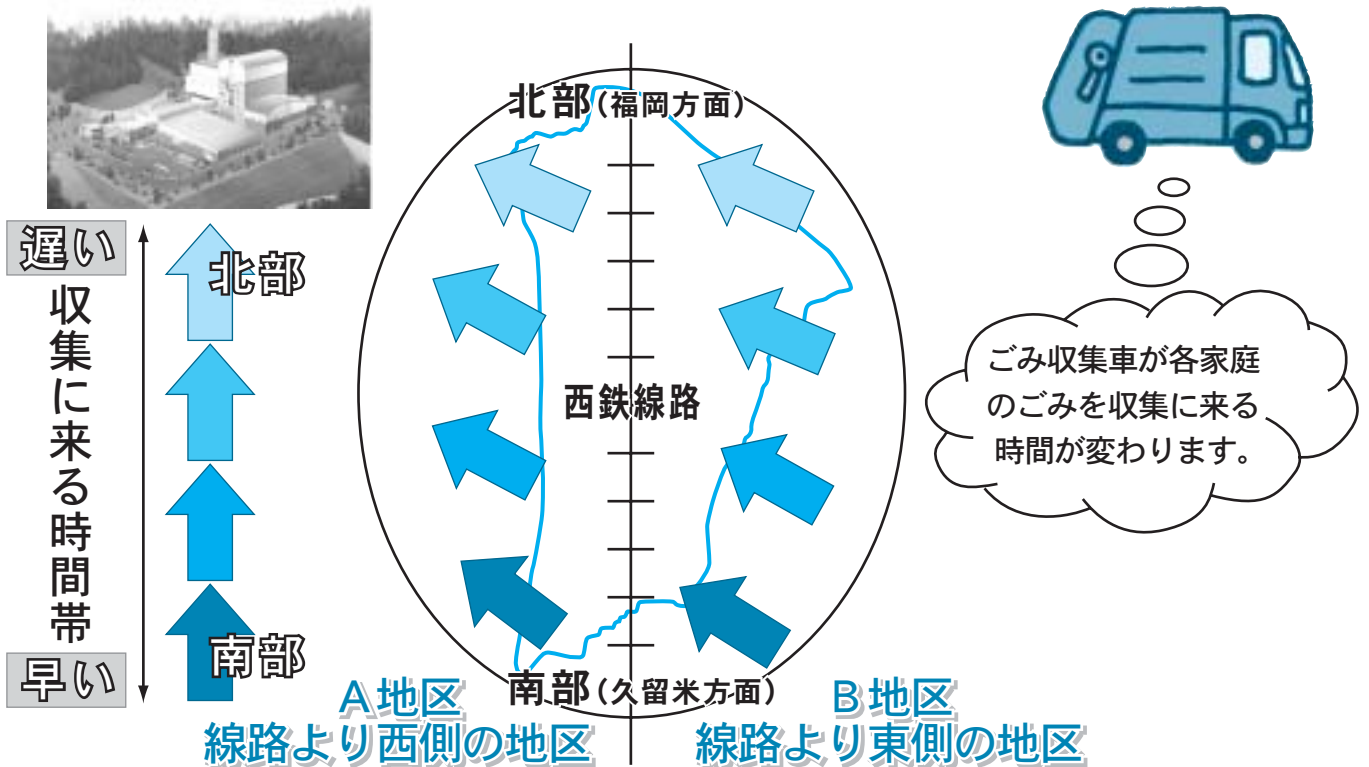 遅い
収集に来る時間帯
早い
北部
南部
北部(福岡方面)
西鉄線路
南部(久留米方面)
A地区
線路より西側の地区
B地区
線路より東側の地区
ごみ収集車が各家庭
のごみを収集に来る
時間が変わります。